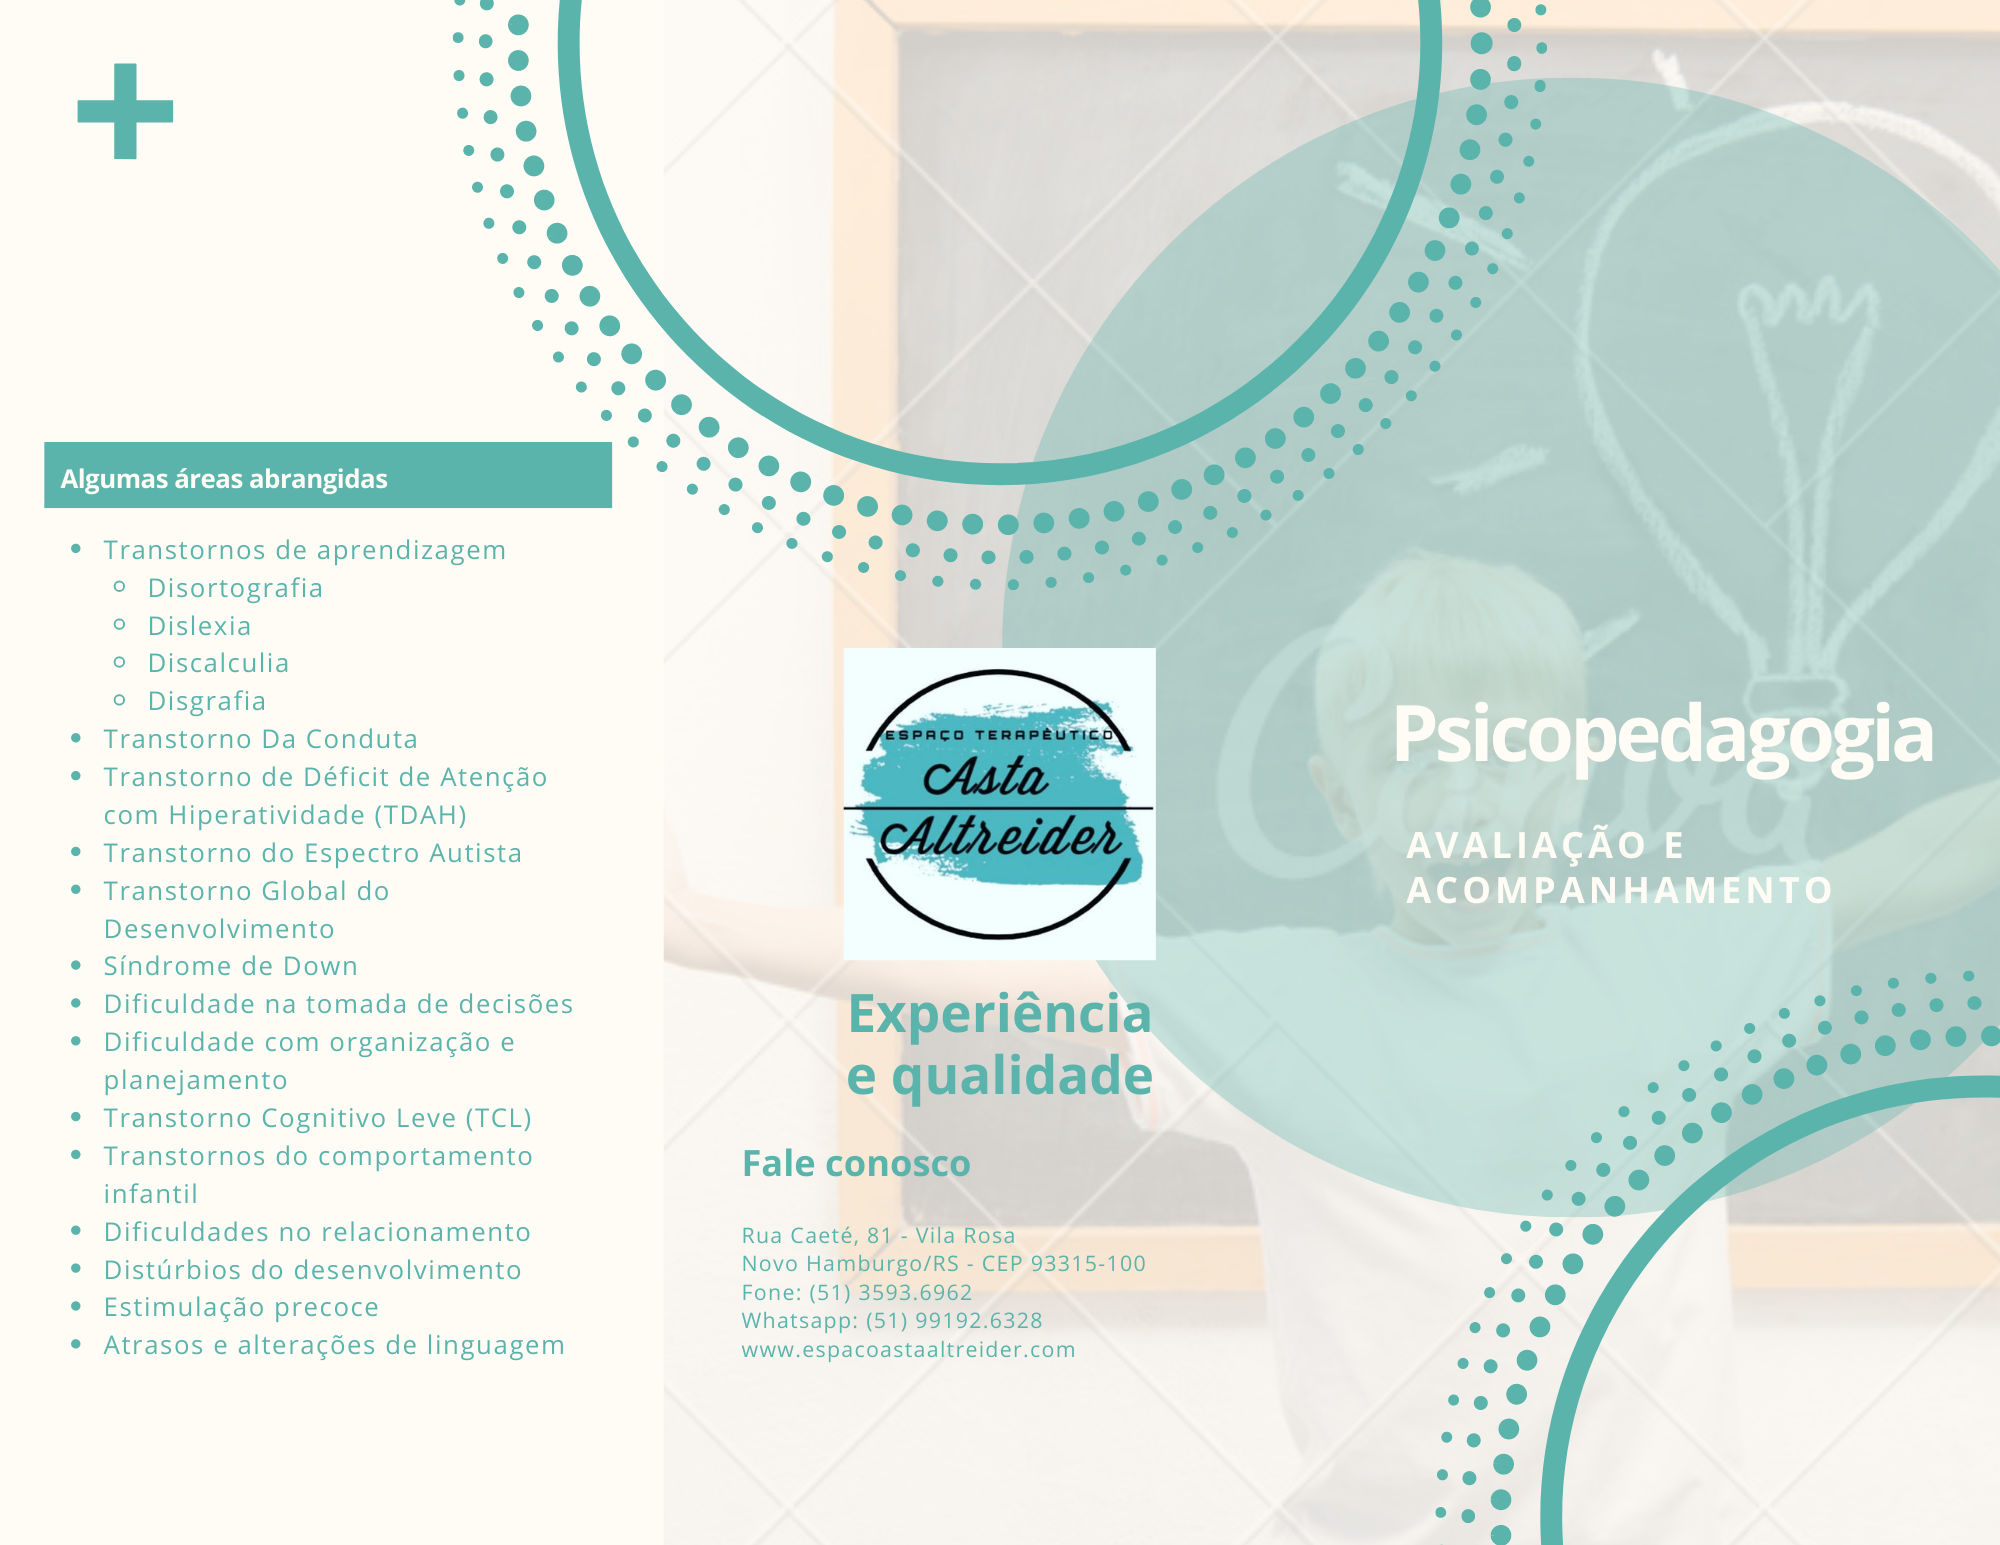 Algumas áreas abrangidas
Transtornos de aprendizagem
Disortografia
Dislexia
Discalculia
Disgrafia
Transtorno Da Conduta
Transtorno de Déficit de Atenção
com Hiperatividade (TDAH)
Transtorno do Espectro Autista
Transtorno Global do
Desenvolvimento
Síndrome de Down
Dificuldade na tomada de decisões
Dificuldade com organização e
planejamento
Transtorno Cognitivo Leve (TCL)
Transtornos do comportamento
infantil
Dificuldades no relacionamento
Distúrbios do desenvolvimento
Estimulação precoce
Atrasos e alterações de linguagem
ESPAÇO TERAPÊUTICO
Asta
Altreider
Experiência
e qualidade
Fale conosco
Rua Caeté, 81 - Vila Rosa
Novo Hamburgo/RS - CEP 93315-100
Fone: (51) 3593.6962
Whatsapp: (51) 99192.6328
www.espacoastaaltreider.com
Canva
Psicopedagogia
AVALIAÇÃO E
ACOMPANHAMENTO